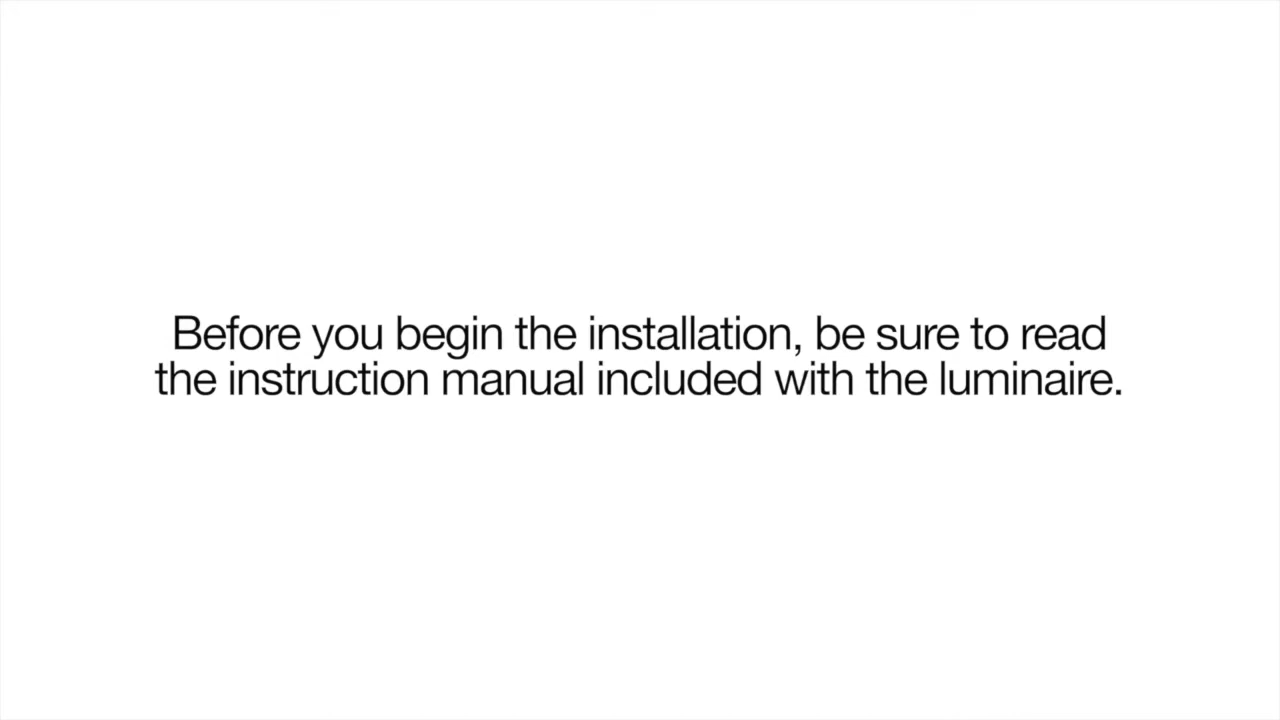 Before you begin the installation, be sure to read
the instruction manual included with the luminaire.